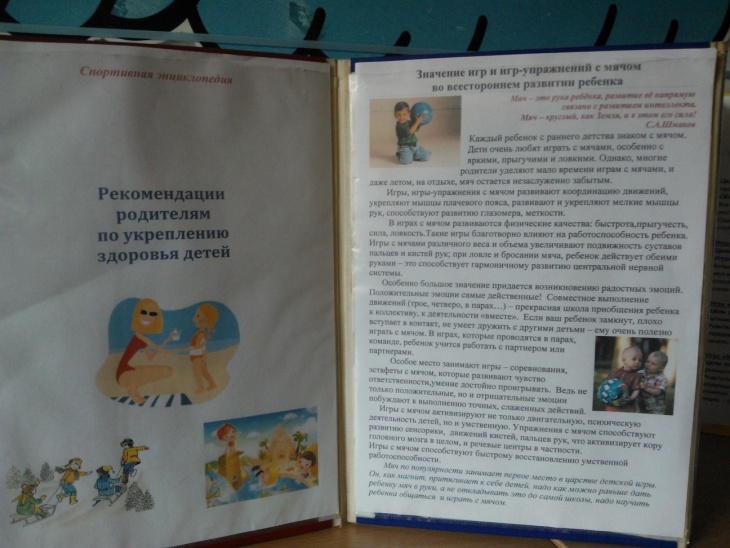 Спортивная энциклопедия
Рекомендации
родителям
по укреплению
здоровья детей
Значение игр и игр-упражнений с мячом
во всестороннем развитии ребенка
Мяч – это рука ребёнка, развитие её напрямую
связано с развитием интеллекта.
Мяч – круглый, как Земля, и в этом его сила!
С.А.Шмаков
Каждый ребенок с раннего детства знаком с мячом.
Дети очень любят играть с мячами, особенно с
яркими, прыгучими и ловкими. Однако, многие
родители уделяют мало времени играм с мячами, и
даже летом, на отдыхе, мяч остается незаслуженно забытым.
Игры, игры-упражнения с мячом развивают координацию движений,
укрепляют мышцы плечевого пояса, развивают и укрепляют мелкие мышцы
рук, способствуют развитию глазомера, меткости.
В играх с мячом развиваются физические качества: быстрота,прыгучесть,
сила, ловкость.Такие игры благотворно влияют на работоспособность ребенка.
Игры с мячами различного веса и объема увеличивают подвижность суставов
пальцев и кистей рук; при ловле и бросании мяча, ребенок действует обеими
руками – это способствует гармоничному развитию центральной нервной
системы.
Особенно большое значение придается возникновению радостных эмоций.
Положительные эмоции самые действенные! Совместное выполнение
движений (трое, четверо, в парах…) – прекрасная школа приобщения ребенка
к коллективу, к деятельности «вместе». Если ваш ребенок замкнут, плохо
вступает в контакт, не умеет дружить с другими детьми – ему очень полезно
играть с мячом. В играх, которые проводятся в парах,
команде, ребенок учится работать с партнером или
партнерами.
Особое место занимают игры – соревнования,
эстафеты с мячом, которые развивают чувство
ответственности,умение достойно проигрывать. Ведь не
только положительные, но и отрицательные эмоции
побуждают к выполнению точных, слаженных действий.
Игры с мячом активизируют не только двигательную, психическую
деятельность детей, но и умственную. Упражнения с мячом способствуют
развитию сенсорики, движений кистей, пальцев рук, что активизирует кору
головного мозга в целом, и речевые центры в частности.
Игры с мячом способствуют быстрому восстановлению умственной
работоспособности.
Мяч по популярности занимает первое место в царстве детской игры.
Он, как магнит, притягивает к себе детей, надо как можно раньше дать
ребенку мяч в руки, а не откладывать это до самой школы, надо научить
ребенка общаться и играть с мячом.